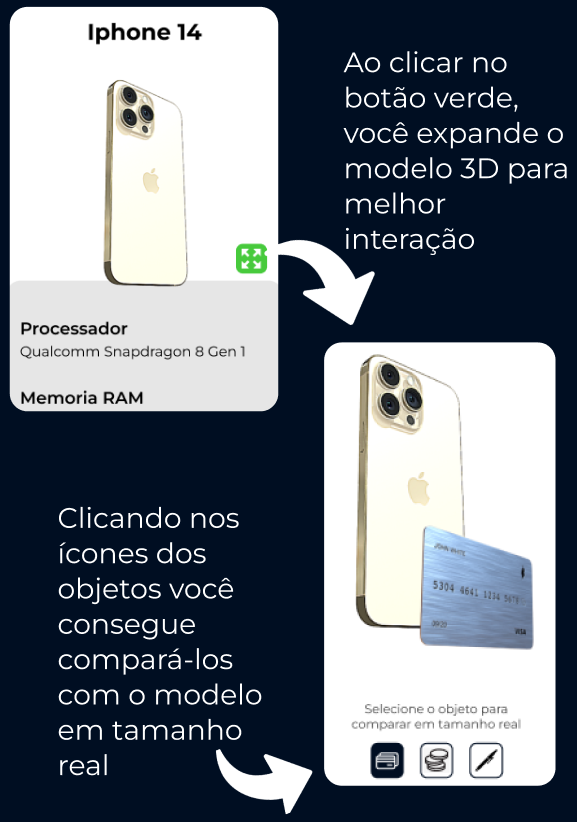 Iphone 14
Ao clicar no
botão verde,
você expande o
modelo 3D para
melhor
interação
Processador
Qualcomm Snapdragon 8 Gen 1
Memoria RAM
Clicando nos
ícones dos
objetos você
consegue
compará-los
com o modelo
em tamanho
real
JOHN WHITE
5304 4641 1234 5678
VISA
Selecione o objeto para
comparar em tamanho real